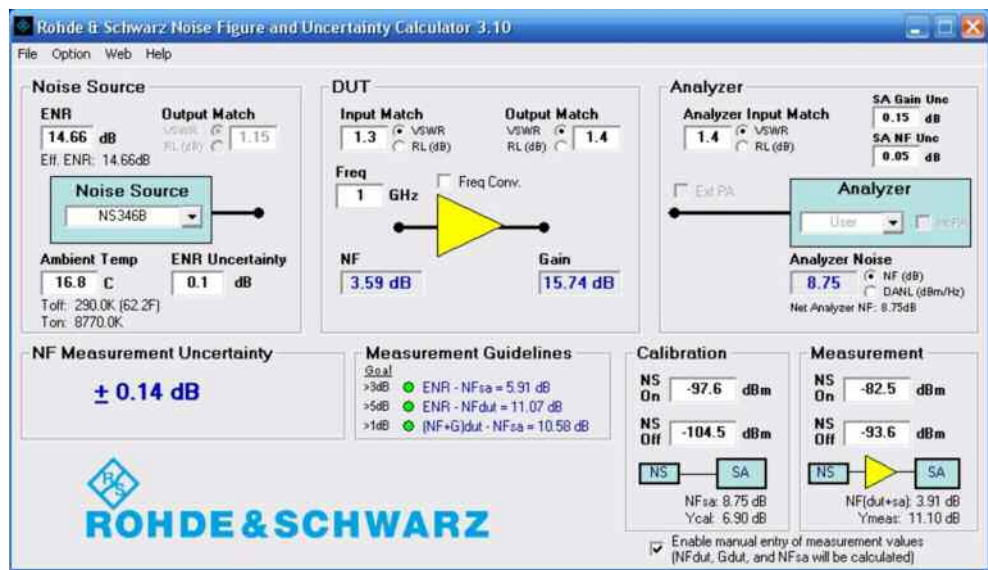 Rohde & Schwarz Noise Figure and Uncertainty Calculator 3.10
File Option Web Help
Noise Source
ENR
14.66 dB
Eff. ENR: 14.66dB
Output Match
VSWR
RL (dB)
1.15
Noise Source
NS346B
Ambient Temp
16.8 C
Toff: 290.0K (62.2F)
Ton: 8770.0K
ENR Uncertainty
0.1 dB
DUT
Input Match
1.3 VSWR
RL (dB)
Output Match
VSWR 1.4
RL (dB)
Freq
1 GHz
Freq Conv.
NF
3.59 dB
Gain
15.74 dB
Analyzer
Analyzer Input Match
1.4 VSWR
RL (dB)
SA Gain Unc
0.15 dB
SA NF Unc
0.05 dB
Ext PA
Analyzer
User
Analyzer Noise
8.75 NF (dB)
DANL (dBm/Hz)
Net Analyzer NF: 8.75dB
NF Measurement Uncertainty
± 0.14 dB
Measurement Guidelines
Goal
>3dB ENR - NFsa = 5.91 dB
>5dB ENR - NFdut = 11.07 dB
>1dB (NF+G)dut - NFsa = 10.58 dB
Calibration
NS On -97.6 dBm
NS Off -104.5 dBm
NS SA
NFsa: 8.75 dB
Ycal: 6.90 dB
Measurement
NS On -82.5 dBm
NS Off -93.6 dBm
NS SA
NF(dut+sa): 3.91 dB
Ymeas: 11.10 dB
R&S
ROHDE & SCHWARZ
Enable manual entry of measurement values
(NFdut, Gdut, and NFsa will be calculated)